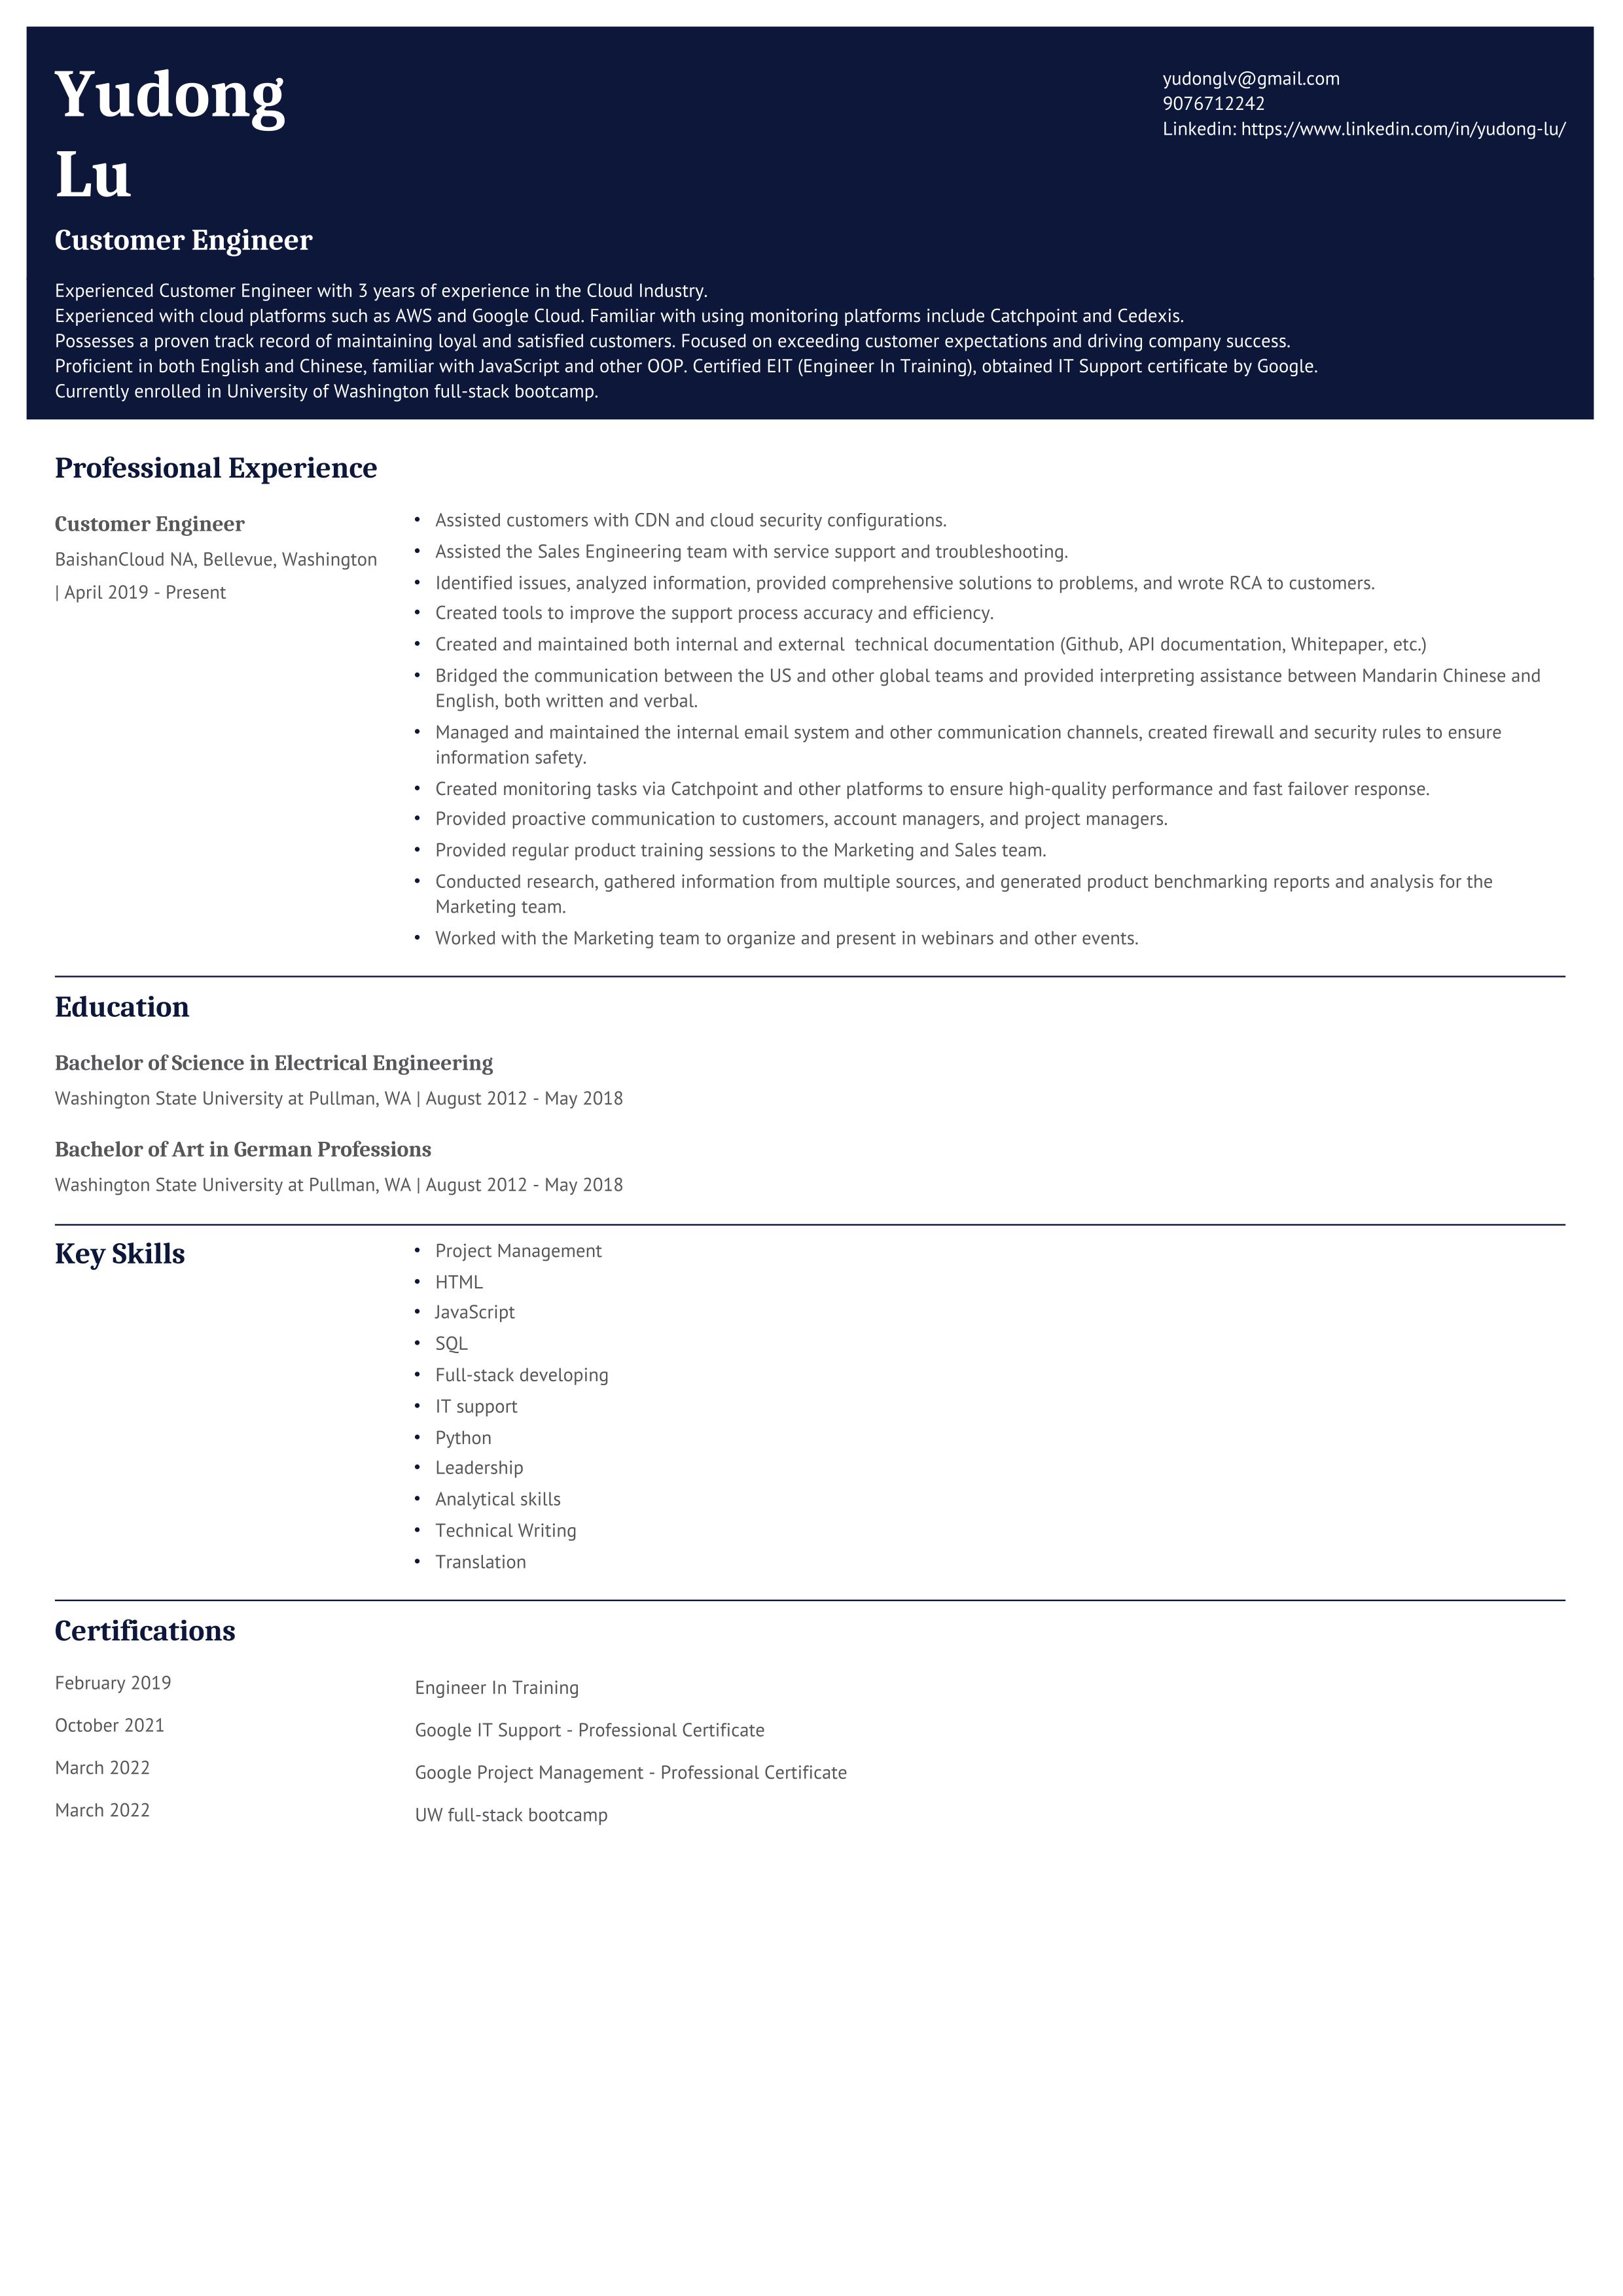 Yudong
Lu
Customer Engineer
yudonglv@gmail.com
9076712242
Linkedin: https://www.linkedin.com/in/yudong-lu/
Experienced Customer Engineer with 3 years of experience in the Cloud Industry.
Experienced with cloud platforms such as AWS and Google Cloud. Familiar with using monitoring platforms include Catchpoint and Cedexis.
Possesses a proven track record of maintaining loyal and satisfied customers. Focused on exceeding customer expectations and driving company success.
Proficient in both English and Chinese, familiar with JavaScript and other OOP. Certified EIT (Engineer In Training), obtained IT Support certificate by Google.
Currently enrolled in University of Washington full-stack bootcamp.
Professional Experience
Customer Engineer
BaishanCloud NA, Bellevue, Washington
| April 2019 - Present
• Assisted customers with CDN and cloud security configurations.
• Assisted the Sales Engineering team with service support and troubleshooting.
• Identified issues, analyzed information, provided comprehensive solutions to problems, and wrote RCA to customers.
• Created tools to improve the support process accuracy and efficiency.
• Created and maintained both internal and external  technical documentation (Github, API documentation, Whitepaper, etc.)
• Bridged the communication between the US and other global teams and provided interpreting assistance between Mandarin Chinese and
English, both written and verbal.
• Managed and maintained the internal email system and other communication channels, created firewall and security rules to ensure
information safety.
• Created monitoring tasks via Catchpoint and other platforms to ensure high-quality performance and fast failover response.
• Provided proactive communication to customers, account managers, and project managers.
• Provided regular product training sessions to the Marketing and Sales team.
• Conducted research, gathered information from multiple sources, and generated product benchmarking reports and analysis for the
Marketing team.
• Worked with the Marketing team to organize and present in webinars and other events.
Education
Bachelor of Science in Electrical Engineering
Washington State University at Pullman, WA | August 2012 - May 2018
Bachelor of Art in German Professions
Washington State University at Pullman, WA | August 2012 - May 2018
Key Skills
• Project Management
• HTML
• JavaScript
• SQL
• Full-stack developing
• IT support
• Python
• Leadership
• Analytical skills
• Technical Writing
• Translation
Certifications
February 2019 Engineer In Training
October 2021 Google IT Support - Professional Certificate
March 2022 Google Project Management - Professional Certificate
March 2022 UW full-stack bootcamp